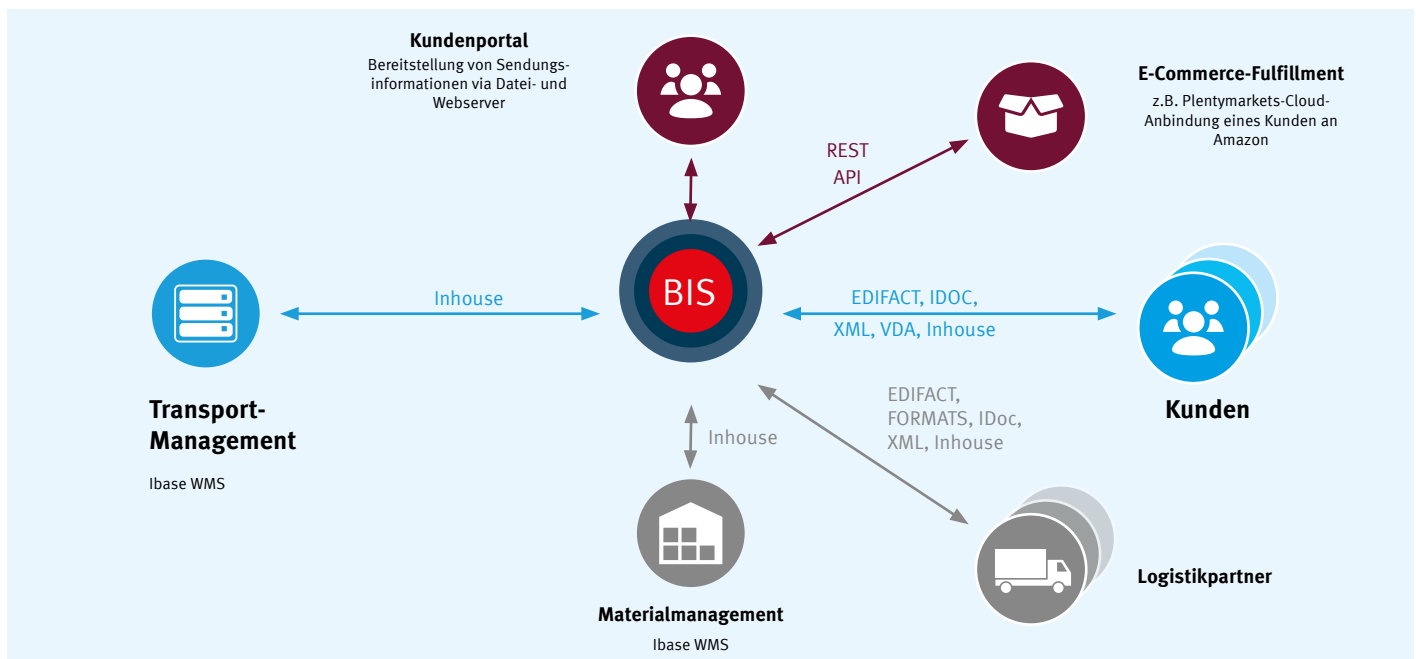 Kundenportal
Bereitstellung von Sendungs-
informationen via Datei- und
Webserver
E-Commerce-Fulfillment
z.B. Plentymarkets-Cloud-
Anbindung eines Kunden an
Amazon
REST
API
BIS
Inhouse
EDIFACT, IDOC,
XML, VDA, Inhouse
Transport-
Management
Ibase WMS
Kunden
EDIFACT,
FORMATS, IDoc,
XML, Inhouse
Inhouse
Materialmanagement
Ibase WMS
Logistikpartner